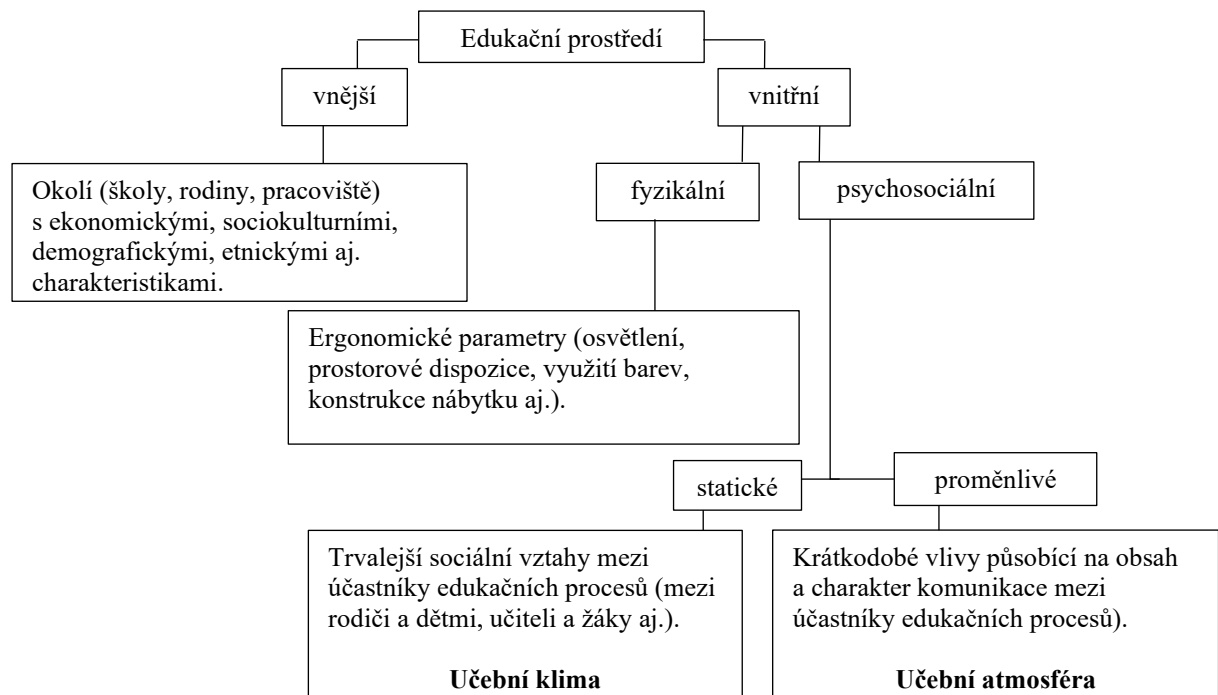 Edukační prostředí
vnější
vnitřní
Okolí (školy, rodiny, pracoviště)
s ekonomickými, sociokulturními,
demografickými, etnickými aj.
charakteristikami.
fyzikální
psychosociální
Ergonomické parametry (osvětlení,
prostorové dispozice, využití barev,
konstrukce nábytku aj.).
statické
proměnlivé
Trvalejší sociální vztahy mezi
účastníky edukačních procesů (mezi
rodiči a dětmi, učiteli a žáky aj.).
Učební klima
Krátkodobé vlivy působící na obsah
a charakter komunikace mezi
účastníky edukačních procesů).
Učební atmosféra